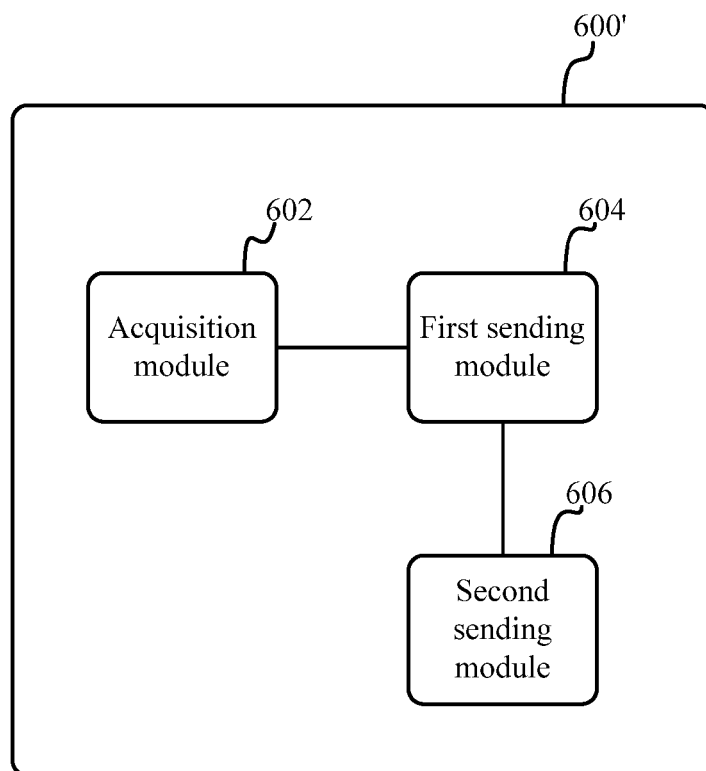 600'
602
604
Acquisition
module
First sending
module
606
Second
sending
module